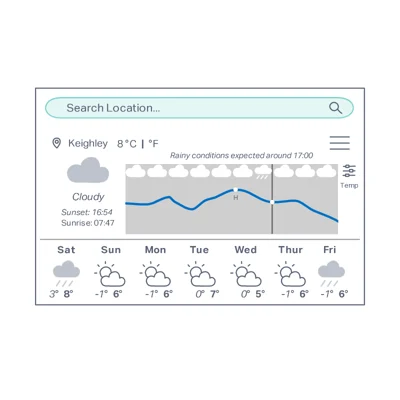 Search Location...
Keighley 8°C | °F
Rainy conditions expected around 17:00
Temp
H
Cloudy
Sunset: 16:54
Sunrise: 07:47
Sat Sun Mon Tue Wed Thur Fri
3° 8° -1° 6° -1° 6° 0° 7° 0° 5° -1° 6° -1° 6°